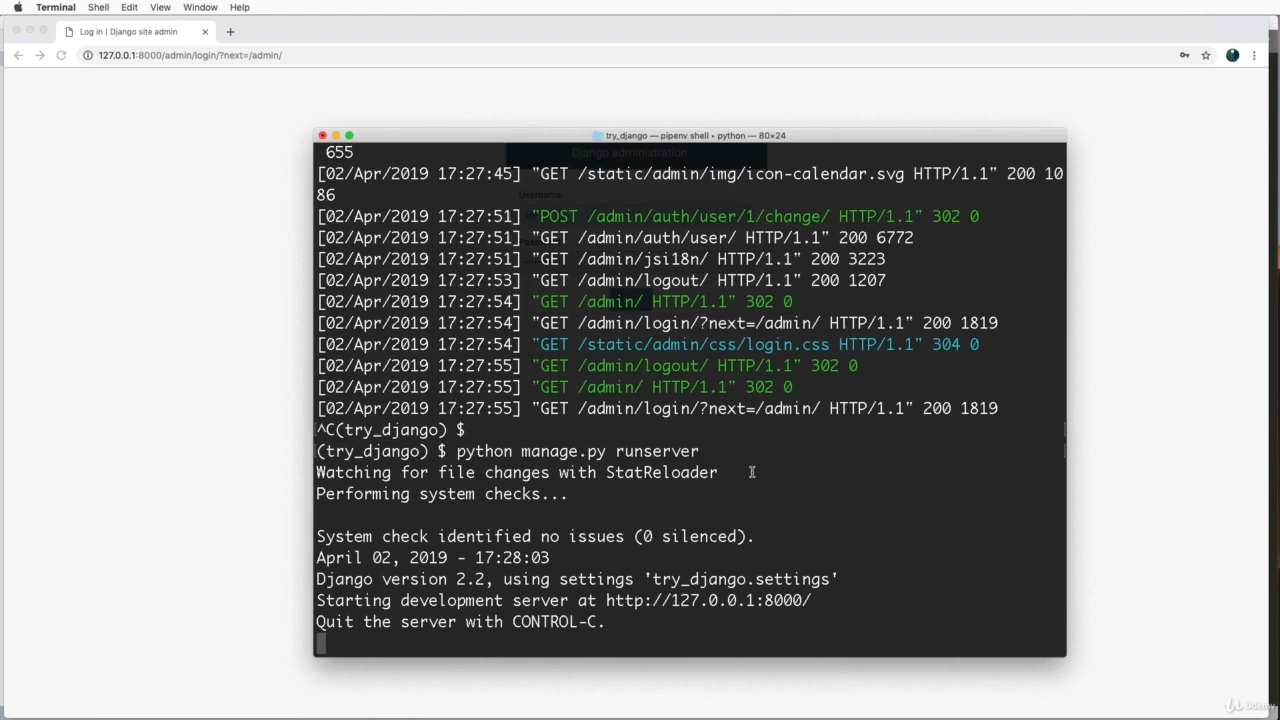 Terminal Shell Edit View Window Help
Log in | Django site admin
127.0.0.1:8000/admin/login/?next=/admin/
try_django — pipenv shell • python — 80×24
Django administration
655
[02/Apr/2019 17:27:45] "GET /static/admin/img/icon-calendar.svg HTTP/1.1" 200 10
Username:
86
[02/Apr/2019 17:27:51] "POST /admin/auth/user/1/change/ HTTP/1.1" 302 0
[02/Apr/2019 17:27:51] "GET /admin/auth/user/ HTTP/1.1" 200 6772
[02/Apr/2019 17:27:51] "GET /admin/jsi18n/ HTTP/1.1" 200 3223
[02/Apr/2019 17:27:53] "GET /admin/logout/ HTTP/1.1" 200 1207
[02/Apr/2019 17:27:54] "GET /admin/ HTTP/1.1" 302 0
[02/Apr/2019 17:27:54] "GET /admin/login/?next=/admin/ HTTP/1.1" 200 1819
[02/Apr/2019 17:27:54] "GET /static/admin/css/login.css HTTP/1.1" 304 0
[02/Apr/2019 17:27:55] "GET /admin/logout/ HTTP/1.1" 302 0
[02/Apr/2019 17:27:55] "GET /admin/ HTTP/1.1" 302 0
[02/Apr/2019 17:27:55] "GET /admin/login/?next=/admin/ HTTP/1.1" 200 1819
^C(try_django) $
(try_django) $ python manage.py runserver
Watching for file changes with StatReloader
Performing system checks...
System check identified no issues (0 silenced).
April 02, 2019 - 17:28:03
Django version 2.2, using settings 'try_django.settings'
Starting development server at http://127.0.0.1:8000/
Quit the server with CONTROL-C.
Udemy